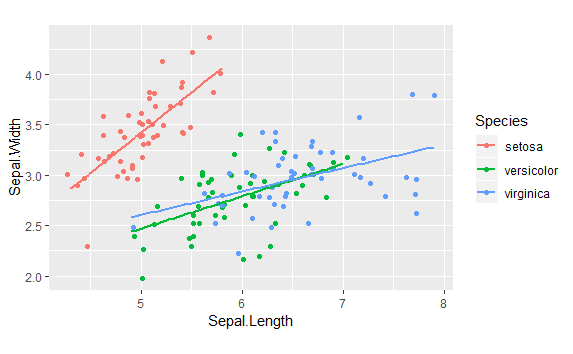 4.0
3.5
3.0
2.5
2.0
Sepal.Width
5 6 7 8
Sepal.Length
Species
setosa
versicolor
virginica